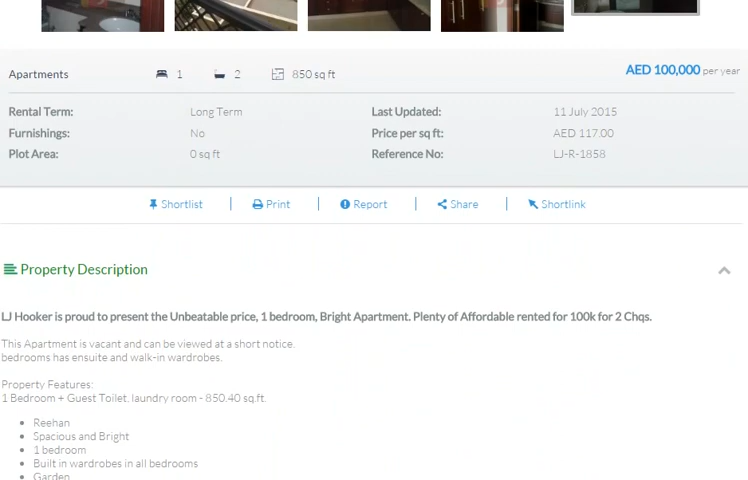 Apartments 1 2 850 sq ft AED 100,000 per year
Rental Term: Long Term Last Updated: 11 July 2015
Furnishings: No Price per sq ft: AED 117.00
Plot Area: 0 sq ft Reference No: LJ-R-1858
Shortlist | Print | Report | Share | Shortlink
Property Description
LJ Hooker is proud to present the Unbeatable price, 1 bedroom, Bright Apartment. Plenty of Affordable rented for 100k for 2 Chqs.
This Apartment is vacant and can be viewed at a short notice.
bedrooms has ensuite and walk-in wardrobes.
Property Features:
1 Bedroom + Guest Toilet, laundry room - 850.40 sq.ft.
Reehan
Spacious and Bright
1 bedroom
Built in wardrobes in all bedrooms
Garden